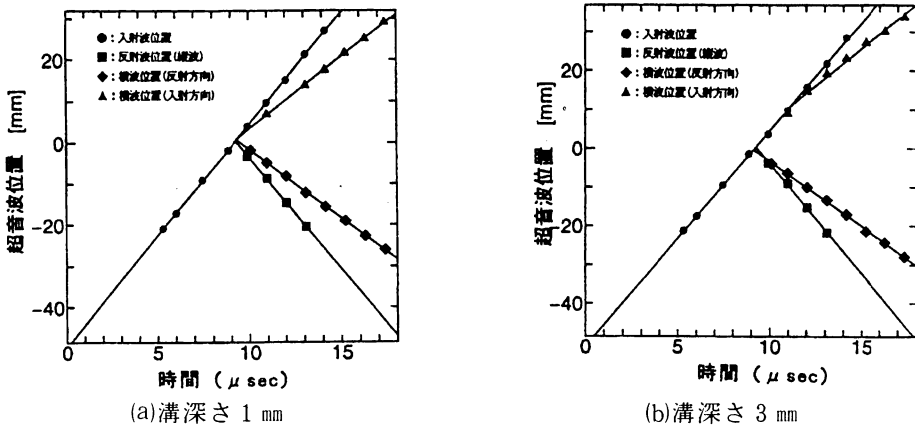 ●：入射波位置
■：反射波位置(縦波)
◆：横波位置(反射方向)
▲：横波位置(入射方向)
超音波位置 [mm]
20
0
−20
−40
0 5 10 15
時間 ( μ sec)
(a)溝深さ 1 ㎜
●：入射波位置
■：反射波位置(縦波)
◆：横波位置(反射方向)
▲：横波位置(入射方向)
超音波位置 [mm]
20
0
−20
−40
0 5 10 15
時間 ( μ sec)
(b)溝深さ 3 ㎜